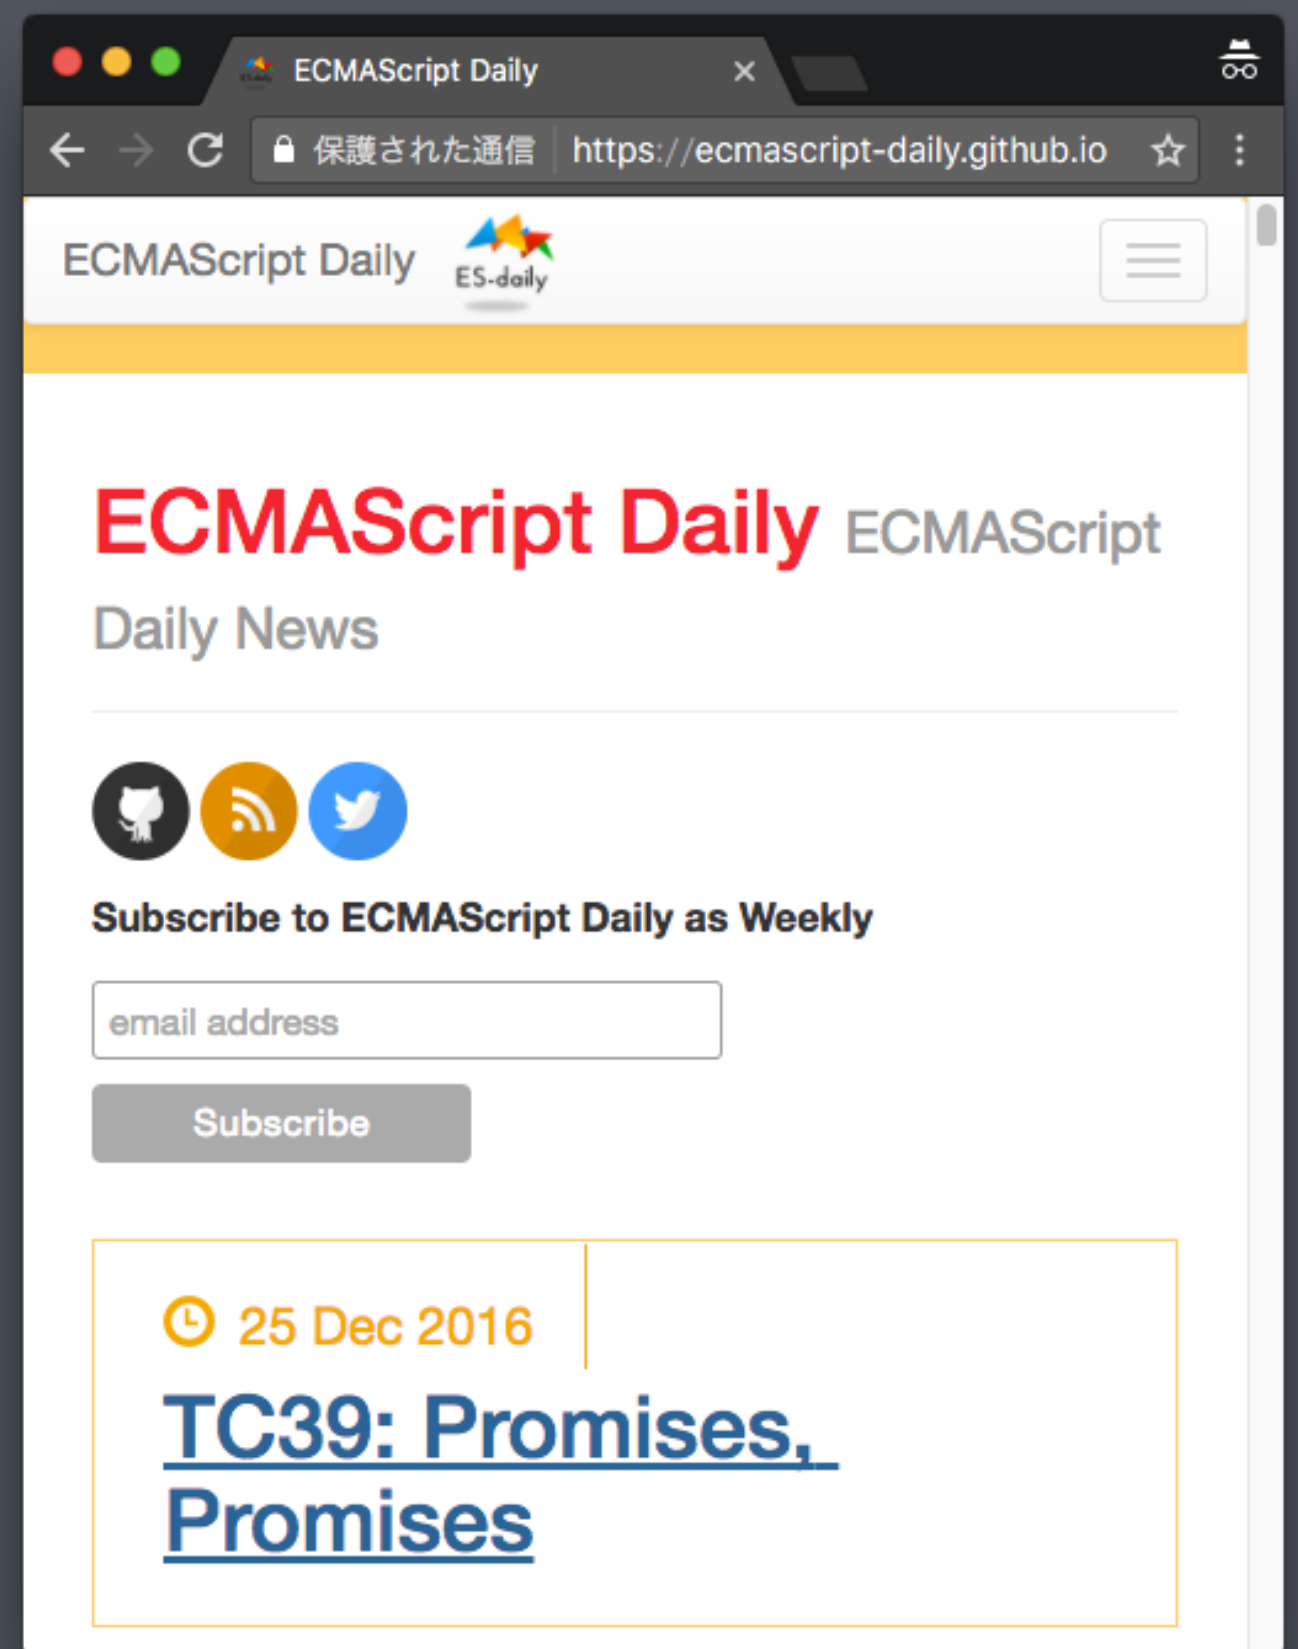 ECMAScript Daily
保護された通信 https://ecmascript-daily.github.io
ECMAScript Daily ES-daily
ECMAScript Daily ECMAScript
Daily News
Subscribe to ECMAScript Daily as Weekly
email address
Subscribe
25 Dec 2016
TC39: Promises,
Promises